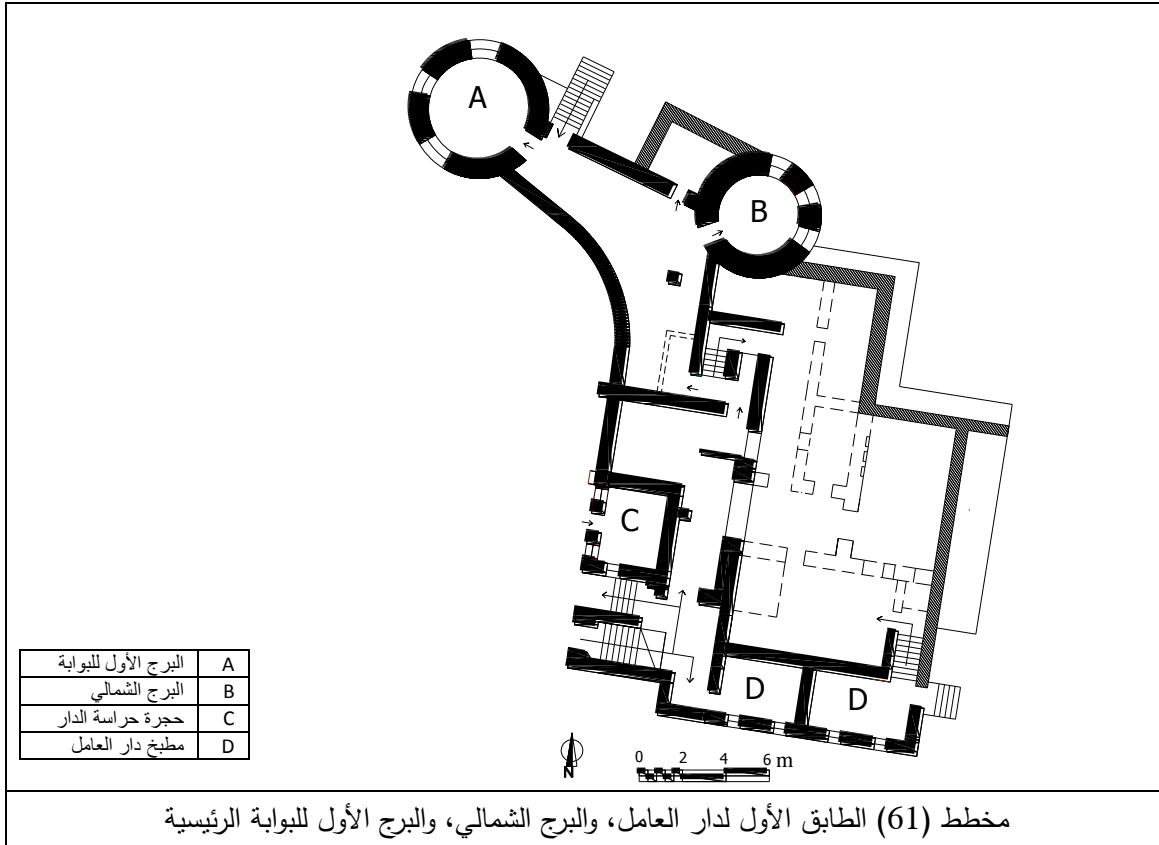 A
B
C
D
D
A البرج الأول للبوابة
B البرج الشمالي
C حجرة حراسة الدار
D مطبخ دار العامل
N
0 2 4 6 m
مخطط (61) الطابق الأول لدار العامل، والبرج الشمالي، والبرج الأول للبوابة الرئيسية